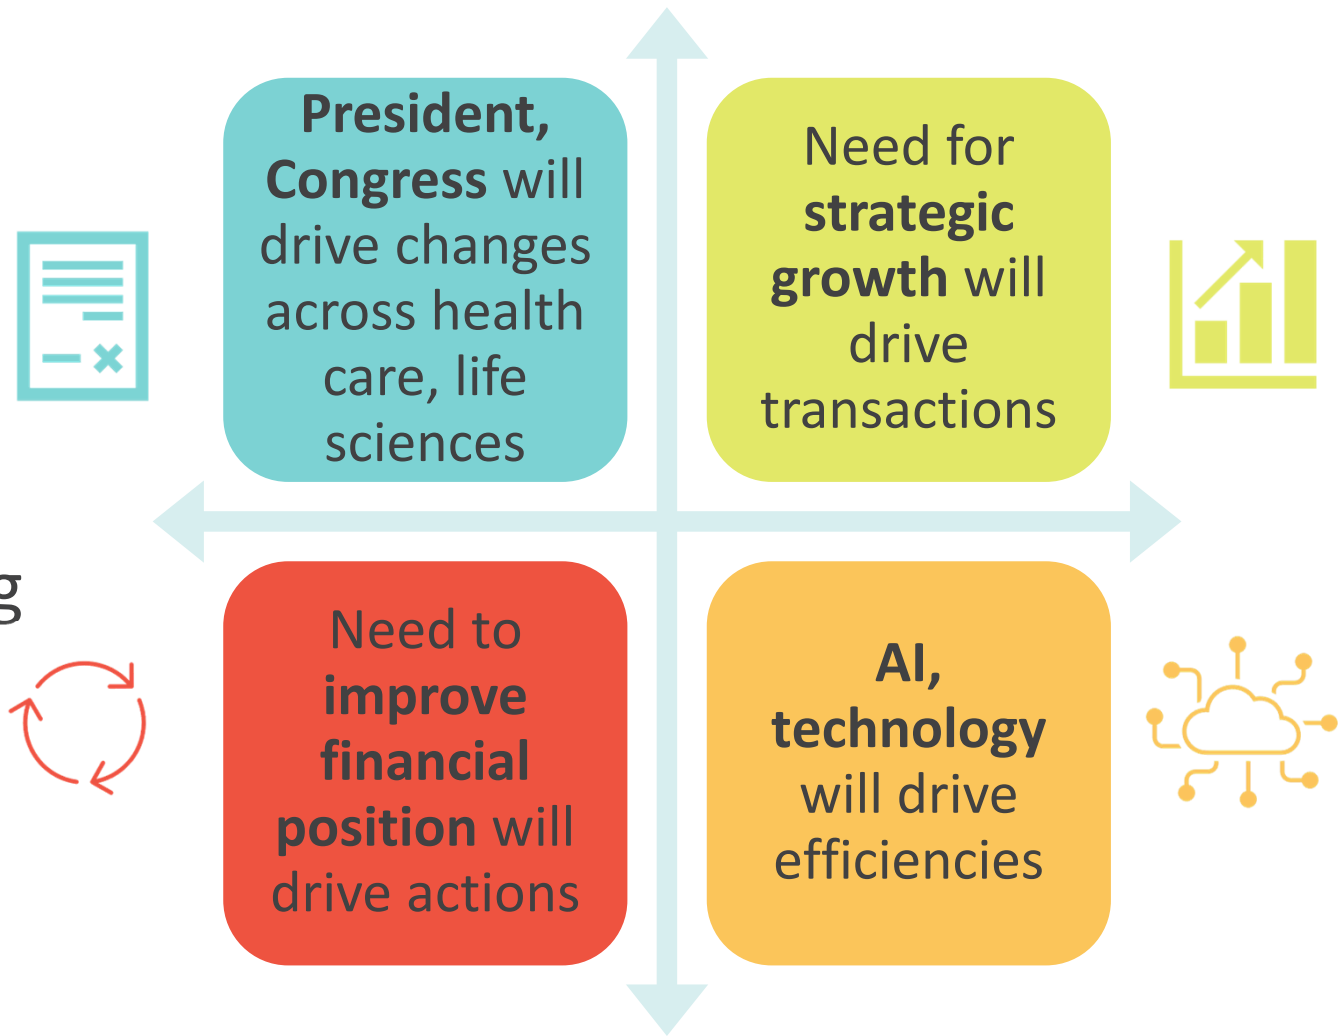 President,
Congress will
drive changes
across health
care, life
sciences
Need for
strategic
growth will
drive
transactions
g
Need to
improve
financial
position will
drive actions
AI,
technology
will drive
efficiencies